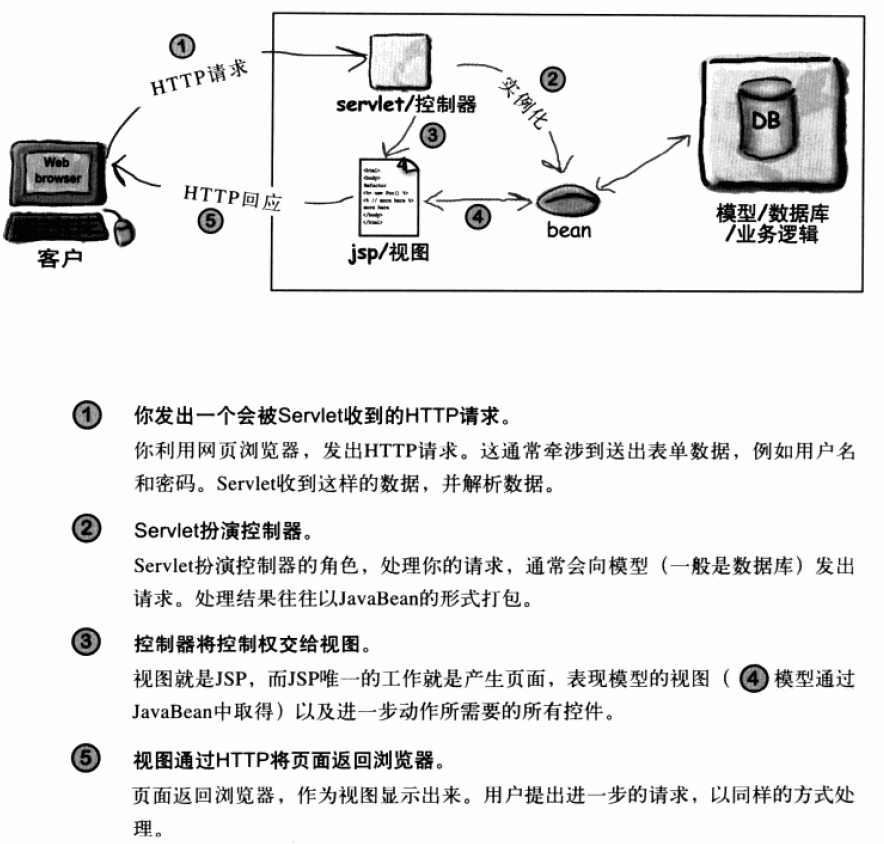 ①
HTTP请求
servlet/控制器
②
实例化
③
DB
Web
browser
<html>
<body>
</body>
</html>
HTTP回应
⑤
④
客户
jsp/视图
bean
模型/数据库
/业务逻辑
① 你发出一个会被Servlet收到的HTTP请求。
你利用网页浏览器，发出HTTP请求。这通常牵涉到送出表单数据，例如用户名
和密码。Servlet收到这样的数据，并解析数据。
② Servlet扮演控制器。
Servlet扮演控制器的角色，处理你的请求，通常会向模型（一般是数据库）发出
请求。处理结果往往以JavaBean的形式打包。
③ 控制器将控制权交给视图。
视图就是JSP，而JSP唯一的工作就是产生页面，表现模型的视图（④模型通过
JavaBean中取得）以及进一步动作所需要的所有控件。
⑤ 视图通过HTTP将页面返回浏览器。
页面返回浏览器，作为视图显示出来。用户提出进一步的请求，以同样的方式处
理。